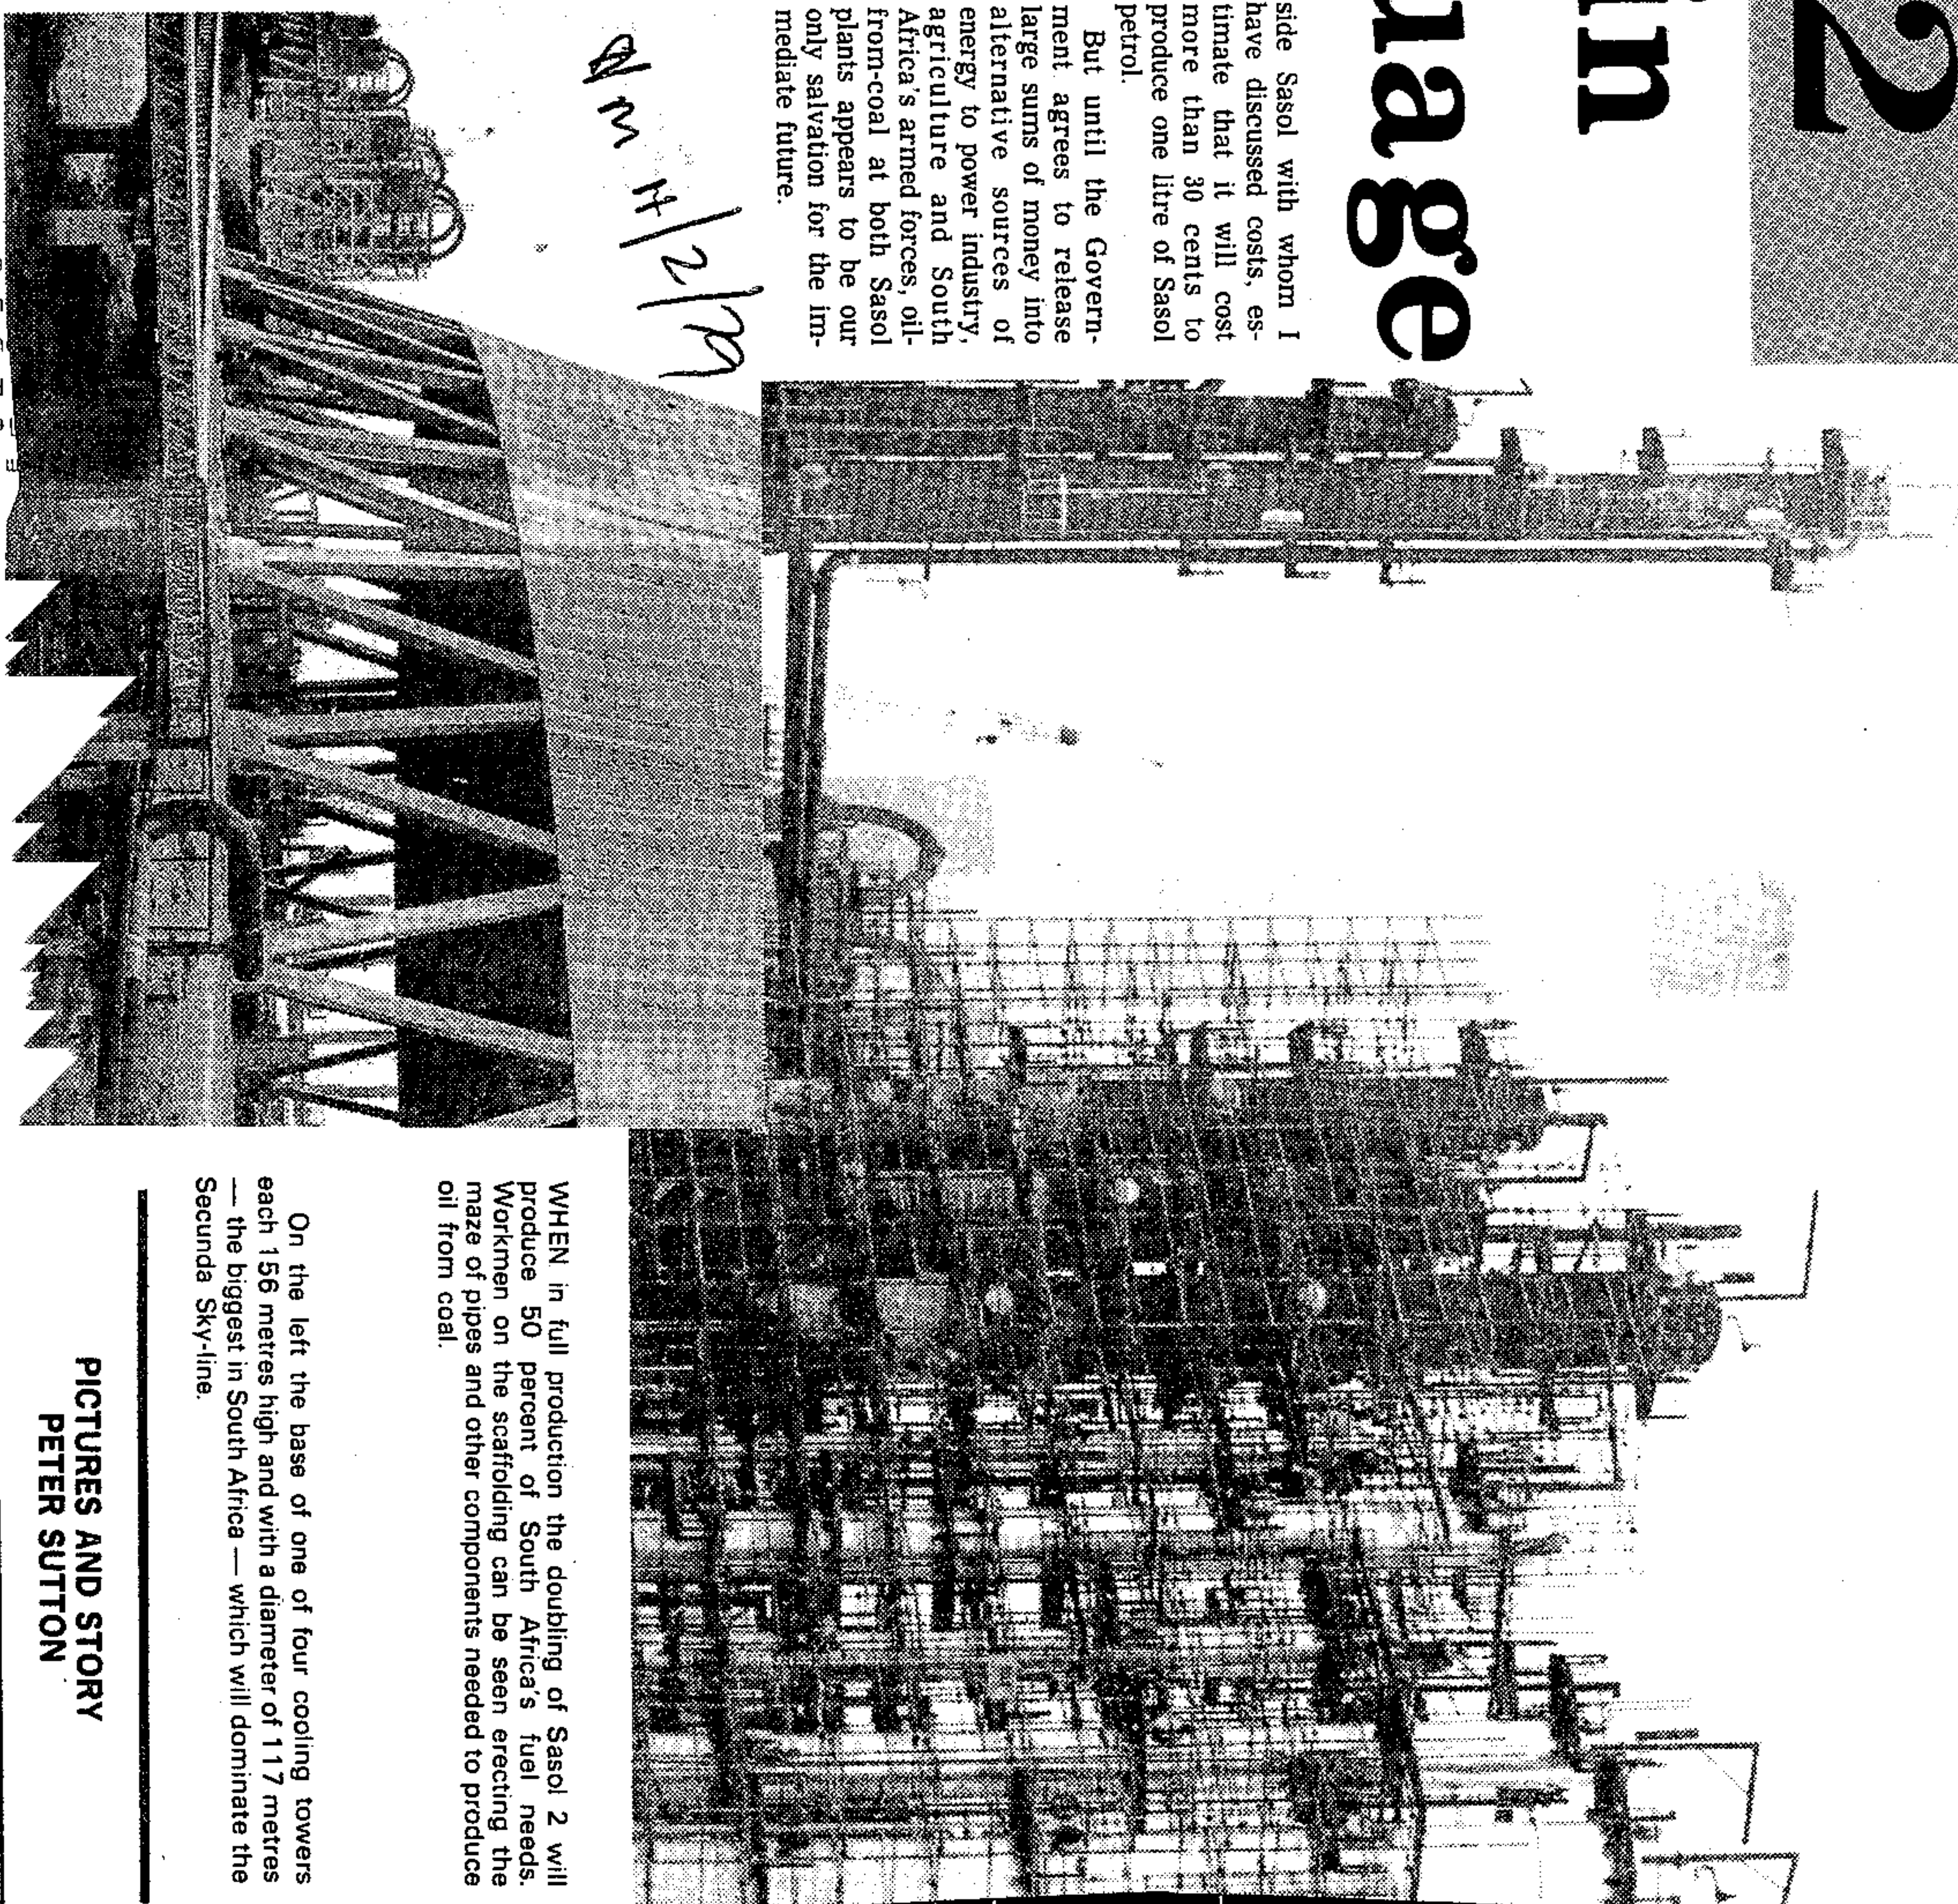 2
in
uage
side Sasol with whom I
have discussed costs, es-
timate that it will cost
more than 30 cents to
produce one litre of Sasol
petrol.
But until the Govern-
ment agrees to release
large sums of money into
alternative sources of
energy to power industry,
agriculture and South
Africa's armed forces, oil-
from-coal at both Sasol
plants appears to be our
only salvation for the im-
mediate future.
14/2/79
WHEN in full production the doubling of Sasol 2 will
produce 50 percent of South Africa's fuel needs.
Workmen on the scaffolding can be seen erecting the
maze of pipes and other components needed to produce
oil from coal.
On the left the base of one of four cooling towers
each 156 metres high and with a diameter of 117 metres
— the biggest in South Africa — which will dominate the
Secunda Sky-line.
PICTURES AND STORY
PETER SUTTON